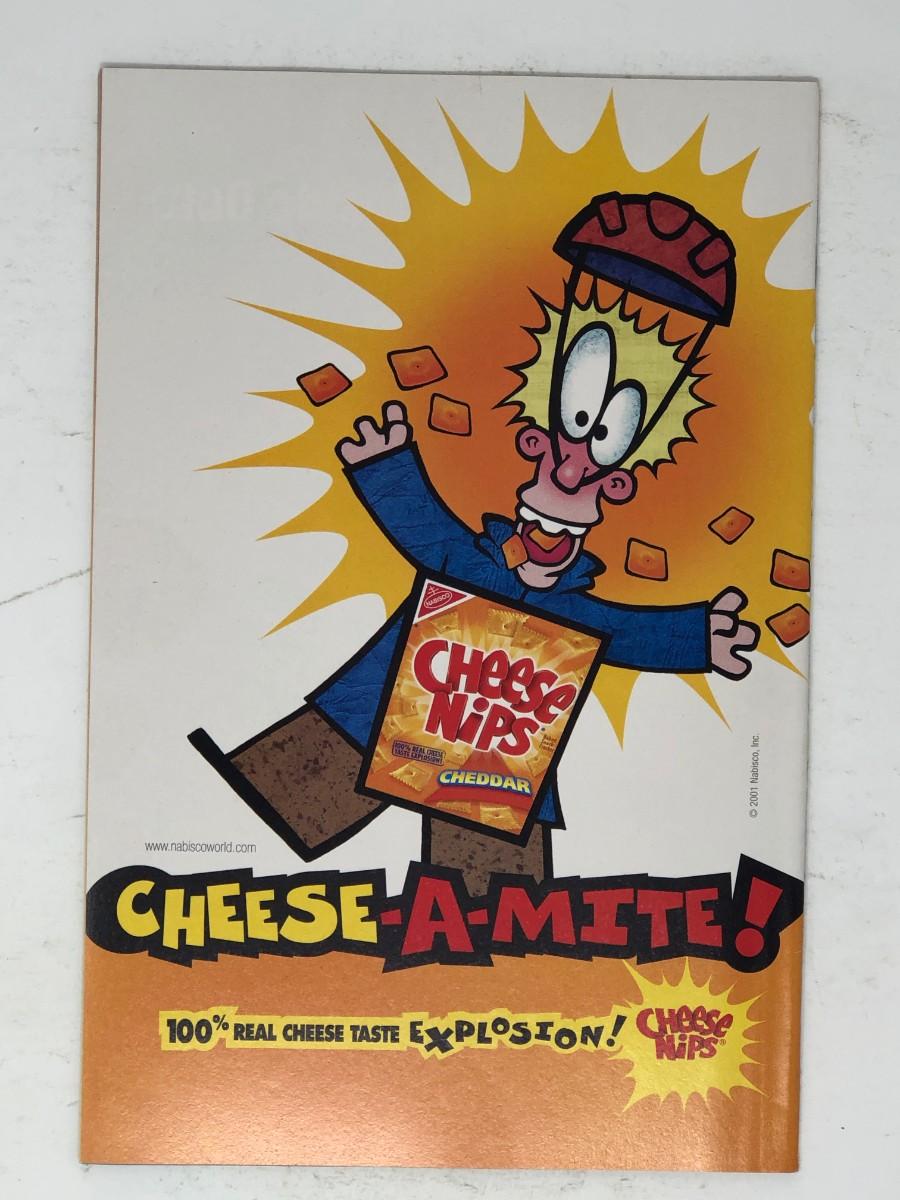 NABISCO
CHEESE
NIPS
100% REAL CHEESE
TASTE EXPLOSION!
CHEDDAR
© 2001 Nabisco, Inc.
www.nabiscoworld.com
CHEESE-A-MITE!
100% REAL CHEESE TASTE EXPLOSION!
CHEESE
NIPS®